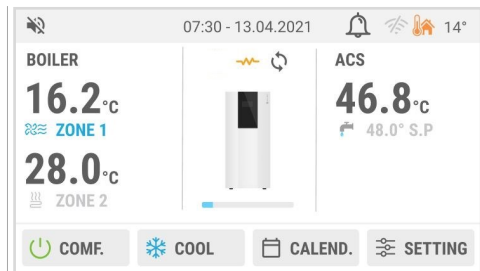 07:30 - 13.04.2021
14°
BOILER
16.2°C
ZONE 1
28.0°C
ZONE 2
ACS
46.8°C
48.0° S.P
COMF.
COOL
CALEND.
SETTING